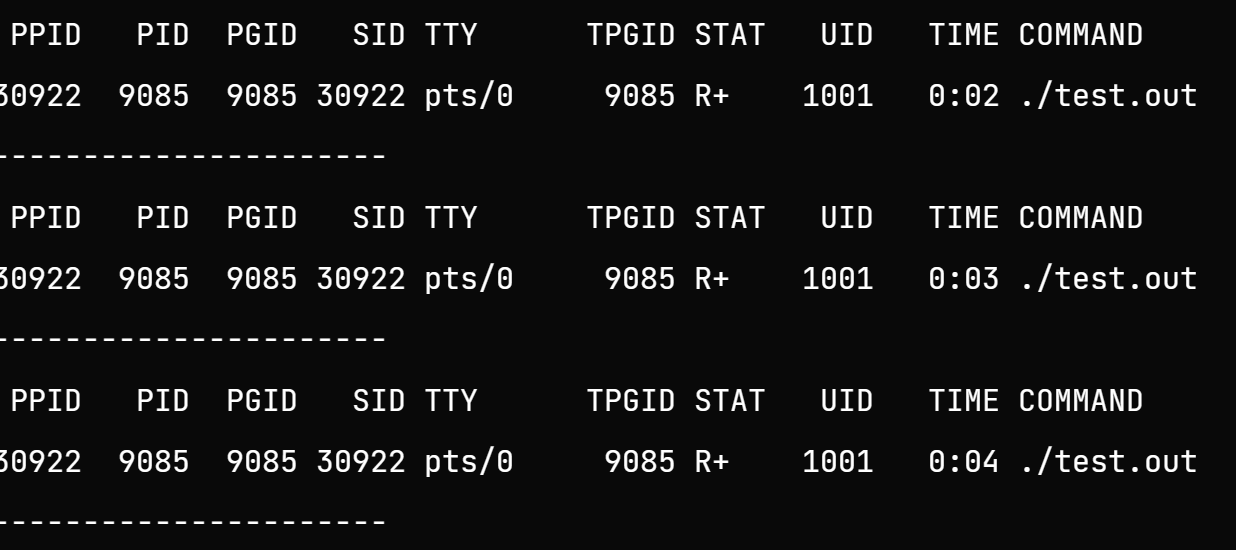 PPID   PID  PGID   SID TTY      TPGID STAT   UID   TIME COMMAND
30922  9085  9085 30922 pts/0     9085 R+    1001   0:02 ./test.out
----------------------
PPID   PID  PGID   SID TTY      TPGID STAT   UID   TIME COMMAND
30922  9085  9085 30922 pts/0     9085 R+    1001   0:03 ./test.out
----------------------
PPID   PID  PGID   SID TTY      TPGID STAT   UID   TIME COMMAND
30922  9085  9085 30922 pts/0     9085 R+    1001   0:04 ./test.out
----------------------